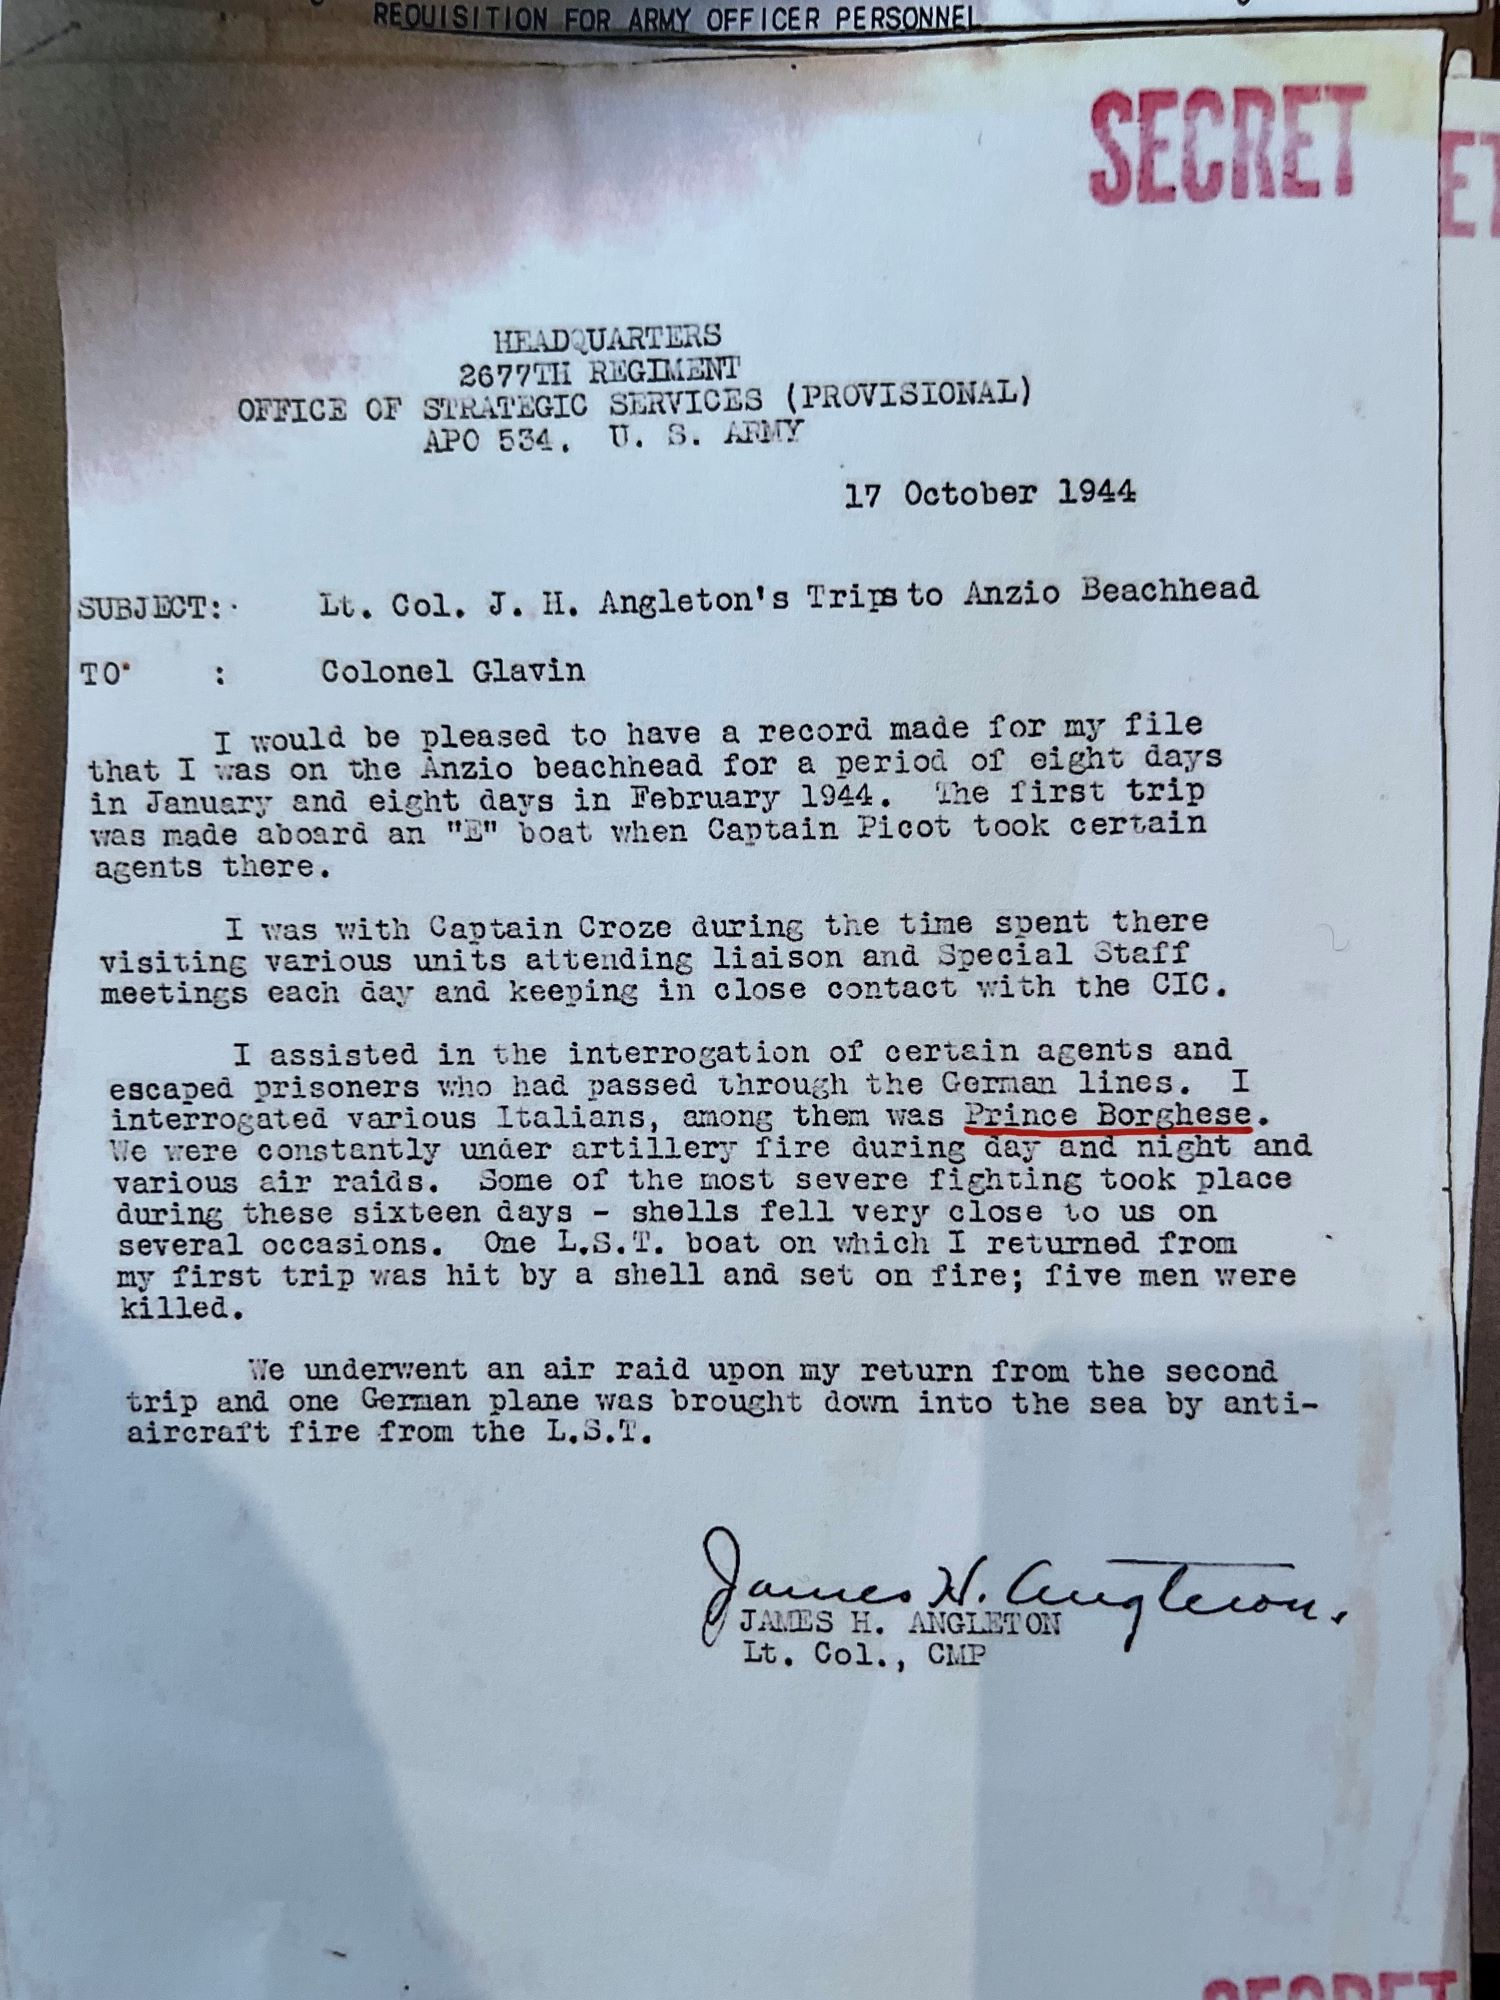 REQUISITION FOR ARMY OFFICER PERSONNEL
SECRET
ET
HEADQUARTERS
2677TH REGIMENT
OFFICE OF STRATEGIC SERVICES (PROVISIONAL)
APO 534. U. S. ARMY
17 October 1944
SUBJECT: Lt. Col. J. H. Angleton's Trips to Anzio Beachhead
TO : Colonel Glavin
I would be pleased to have a record made for my file
that I was on the Anzio beachhead for a period of eight days
in January and eight days in February 1944. The first trip
was made aboard an "E" boat when Captain Picot took certain
agents there.
I was with Captain Croze during the time spent there
visiting various units attending liaison and Special Staff
meetings each day and keeping in close contact with the CIC.
I assisted in the interrogation of certain agents and
escaped prisoners who had passed through the German lines. I
interrogated various Italians, among them was Prince Borghese.
We were constantly under artillery fire during day and night and
various air raids. Some of the most severe fighting took place
during these sixteen days - shells fell very close to us on
several occasions. One L.S.T. boat on which I returned from
my first trip was hit by a shell and set on fire; five men were
killed.
We underwent an air raid upon my return from the second
trip and one German plane was brought down into the sea by anti-
aircraft fire from the L.S.T.
James H. Angleton.
JAMES H. ANGLETON
Lt. Col., CMP
SECRET